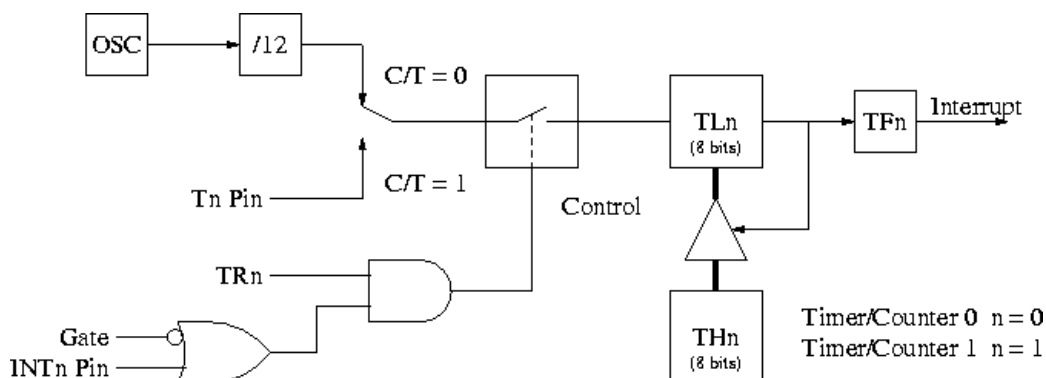 OSC
/12
C/T = 0
TLn
(8 bits)
TFn
Interrupt
C/T = 1
Tn Pin
Control
TRn
Gate
INTn Pin
THn
(8 bits)
Timer/Counter 0 n = 0
Timer/Counter 1 n = 1